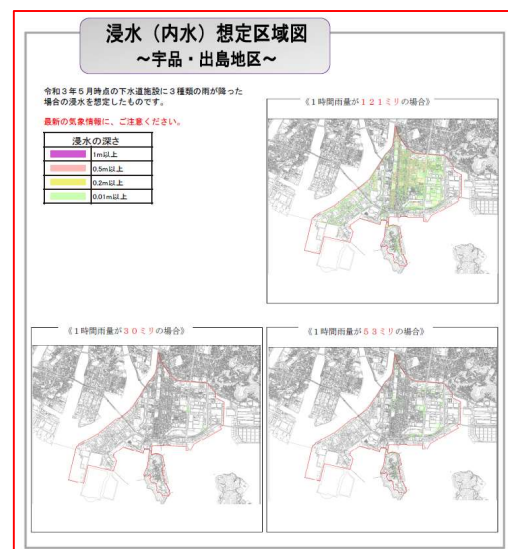 浸水（内水）想定区域図
～宇品・出島地区～
令和３年５月時点の下水道施設に３種類の雨が降った
場合の浸水を想定したものです。
最新の気象情報に、ご注意ください。
浸水の深さ
1m以上
0.5m以上
0.2m以上
0.01m以上
《１時間雨量が１２１ミリの場合》
《１時間雨量が３０ミリの場合》
《１時間雨量が５３ミリの場合》